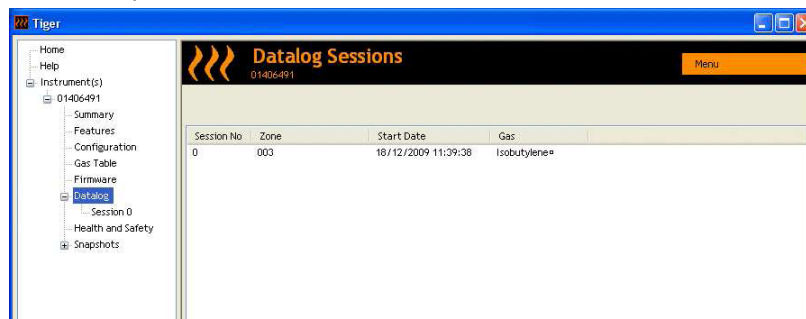 Tiger
Home
Help
Instrument(s)
01406491
Summary
Features
Configuration
Gas Table
Firmware
Datalog
Session 0
Health and Safety
Snapshots
Datalog Sessions
01406491
Menu
Session No Zone Start Date Gas
0 003 18/12/2009 11:39:38 Isobutylene¤